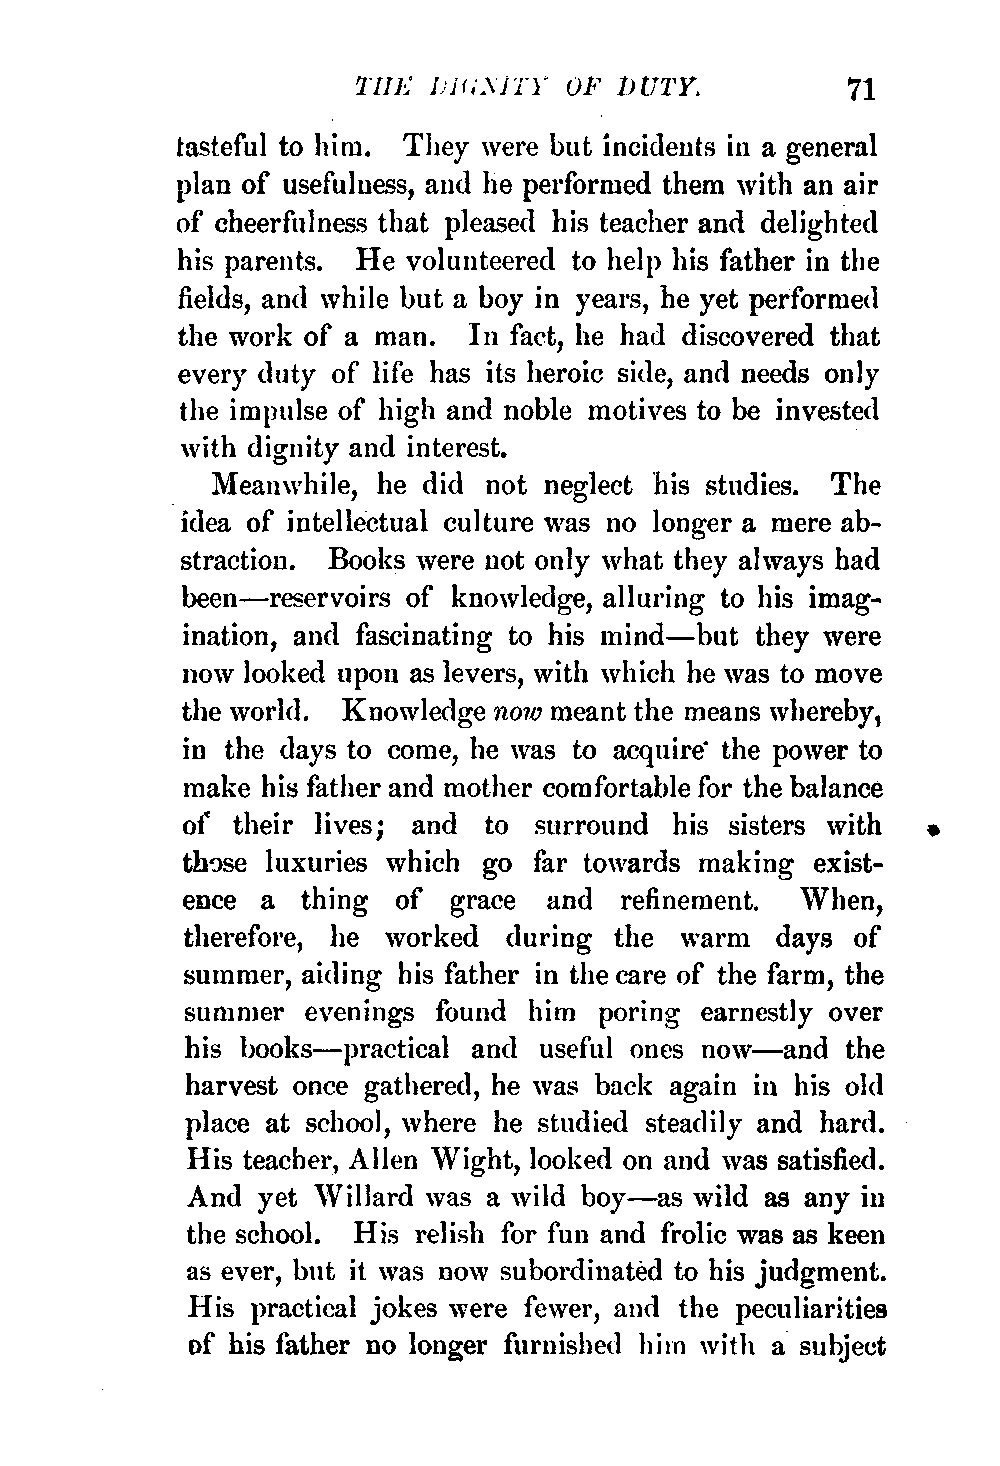 THE DIGNITY OF DUTY. 71
tasteful to him. They were but incidents in a general
plan of usefulness, and he performed them with an air
of cheerfulness that pleased his teacher and delighted
his parents. He volunteered to help his father in the
fields, and while but a boy in years, he yet performed
the work of a man. In fact, he had discovered that
every duty of life has its heroic side, and needs only
the impulse of high and noble motives to be invested
with dignity and interest.
Meanwhile, he did not neglect his studies. The
idea of intellectual culture was no longer a mere ab-
straction. Books were not only what they always had
been—reservoirs of knowledge, alluring to his imag-
ination, and fascinating to his mind—but they were
now looked upon as levers, with which he was to move
the world. Knowledge now meant the means whereby,
in the days to come, he was to acquire the power to
make his father and mother comfortable for the balance
of their lives; and to surround his sisters with
those luxuries which go far towards making exist-
ence a thing of grace and refinement. When,
therefore, he worked during the warm days of
summer, aiding his father in the care of the farm, the
summer evenings found him poring earnestly over
his books—practical and useful ones now—and the
harvest once gathered, he was back again in his old
place at school, where he studied steadily and hard.
His teacher, Allen Wight, looked on and was satisfied.
And yet Willard was a wild boy—as wild as any in
the school. His relish for fun and frolic was as keen
as ever, but it was now subordinated to his judgment.
His practical jokes were fewer, and the peculiarities
of his father no longer furnished him with a subject